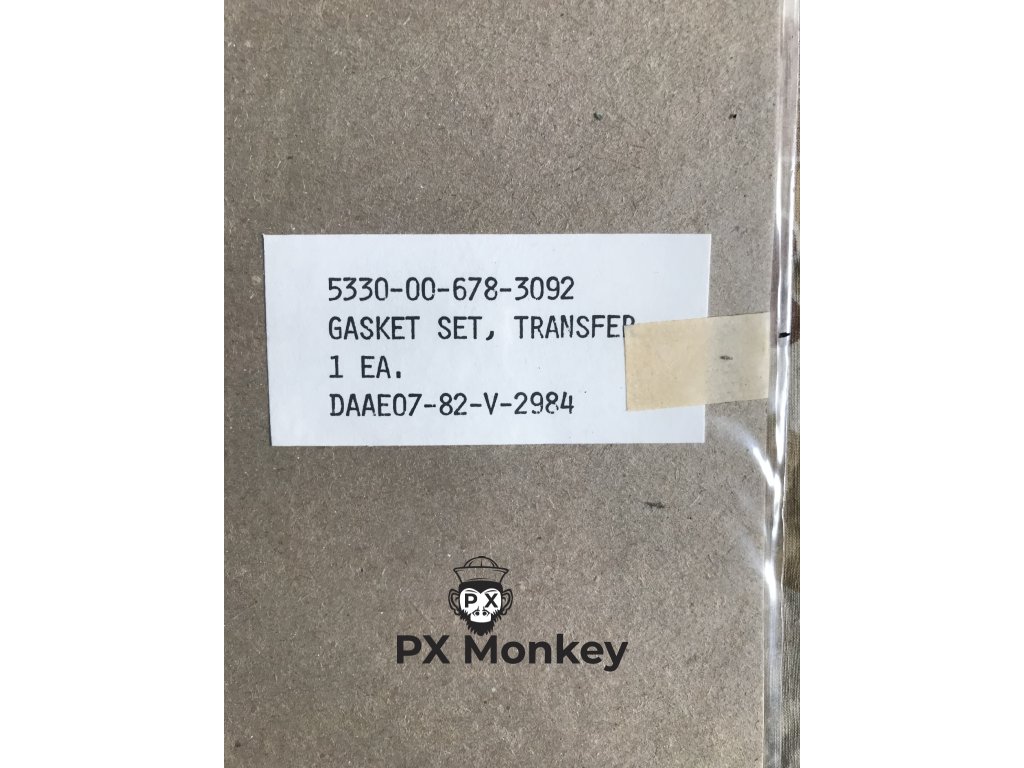 5330-00-678-3092
GASKET SET, TRANSFER
1 EA.
DAAE07-82-V-2984
PX
PX Monkey